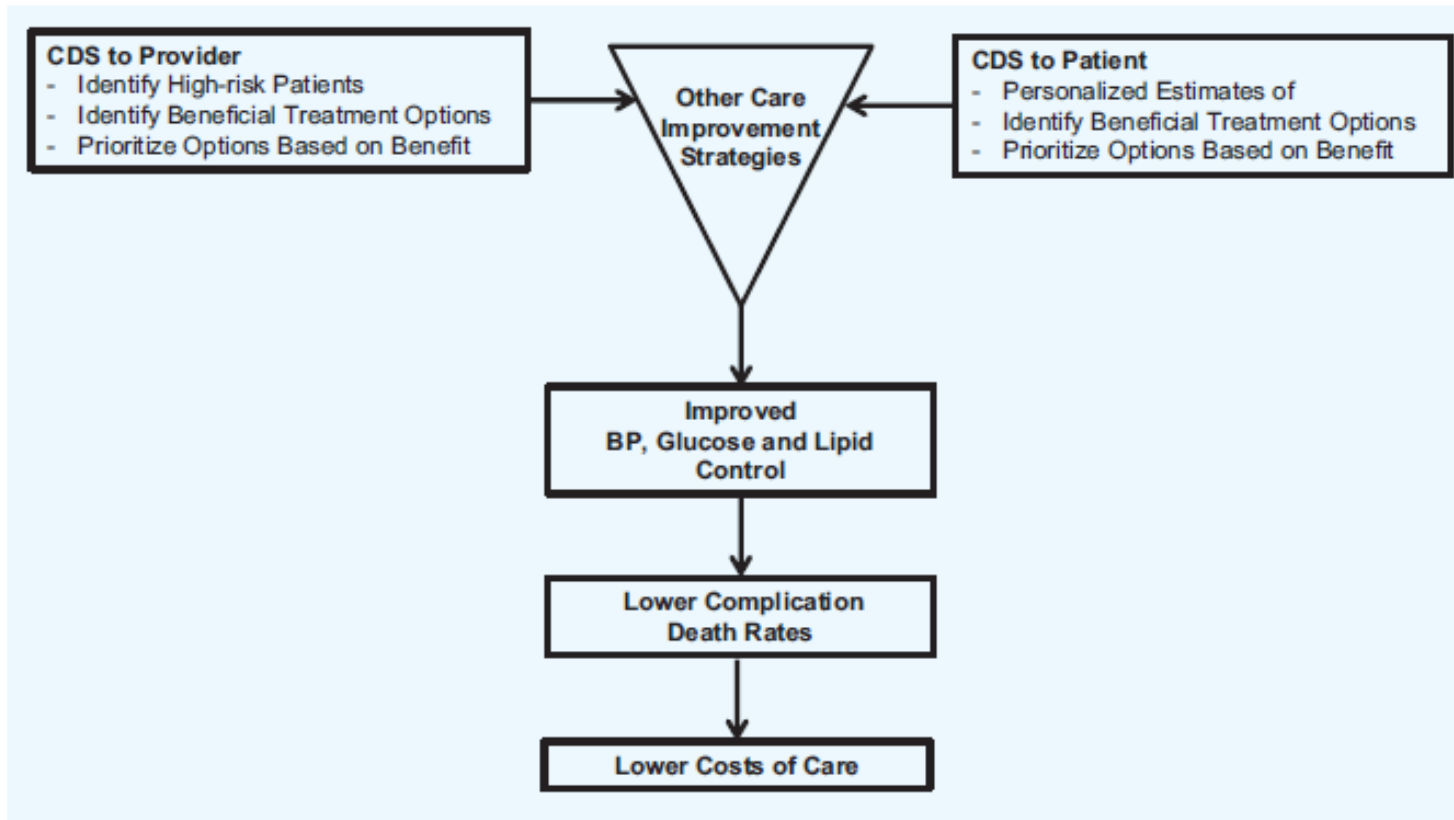 CDS to Provider
- Identify High-risk Patients
- Identify Beneficial Treatment Options
- Prioritize Options Based on Benefit
Other Care
Improvement
Strategies
CDS to Patient
- Personalized Estimates of
- Identify Beneficial Treatment Options
- Prioritize Options Based on Benefit
Improved
BP, Glucose and Lipid
Control
Lower Complication
Death Rates
Lower Costs of Care